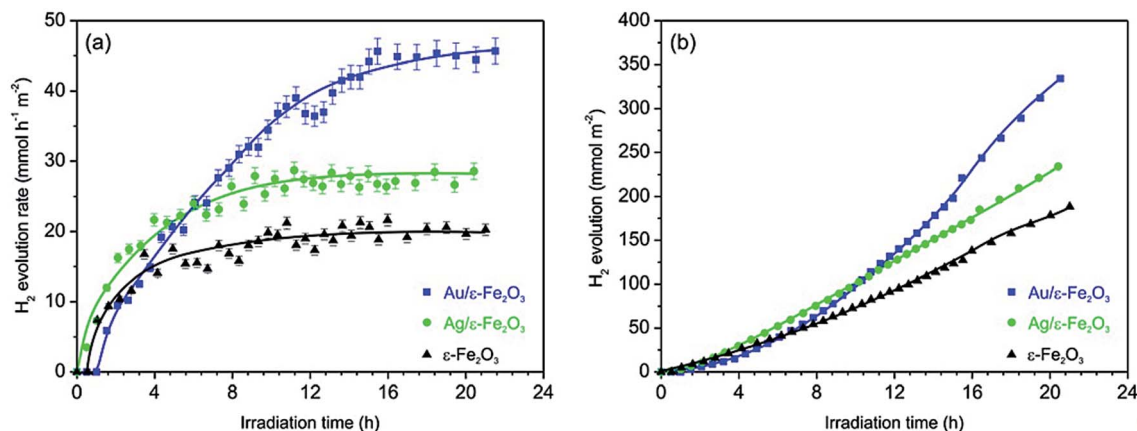 (a)
H₂ evolution rate (mmol h⁻¹ m⁻²)
50
40
30
20
10
0
Au/ε-Fe₂O₃
Ag/ε-Fe₂O₃
ε-Fe₂O₃
0 4 8 12 16 20 24
Irradiation time (h)
(b)
H₂ evolution (mmol m⁻²)
400
350
300
250
200
150
100
50
0
Au/ε-Fe₂O₃
Ag/ε-Fe₂O₃
ε-Fe₂O₃
0 4 8 12 16 20 24
Irradiation time (h)